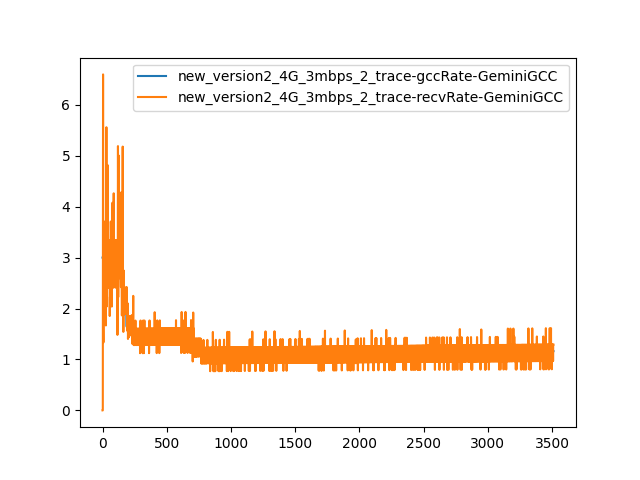 new_version2_4G_3mbps_2_trace-gccRate-GeminiGCC
new_version2_4G_3mbps_2_trace-recvRate-GeminiGCC
6
5
4
3
2
1
0
0 500 1000 1500 2000 2500 3000 3500